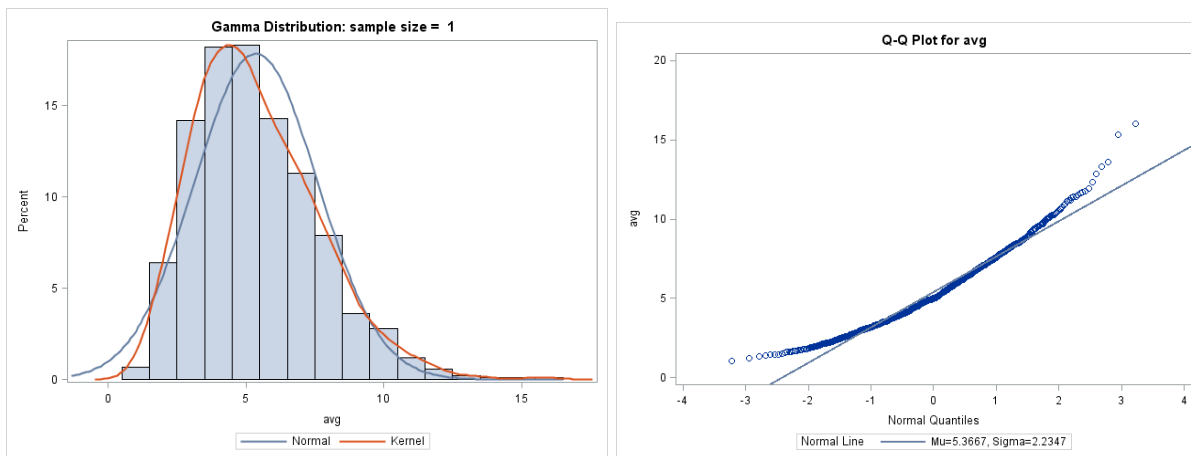 Gamma Distribution: sample size = 1
15
10
5
0
Percent
0 5 10 15
avg
Normal Kernel
Q-Q Plot for avg
20
15
10
5
0
avg
-4 -3 -2 -1 0 1 2 3 4
Normal Quantiles
Normal Line Mu=5.3667, Sigma=2.2347